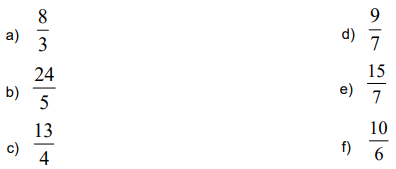 a) 8/3
b) 24/5
c) 13/4
d) 9/7
e) 15/7
f) 10/6